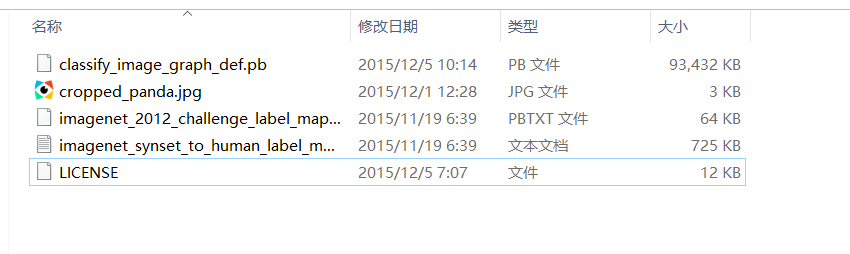 名称 修改日期 类型 大小
classify_image_graph_def.pb 2015/12/5 10:14 PB 文件 93,432 KB
cropped_panda.jpg 2015/12/1 12:28 JPG 文件 3 KB
imagenet_2012_challenge_label_map... 2015/11/19 6:39 PBTXT 文件 64 KB
imagenet_synset_to_human_label_m... 2015/11/19 6:39 文本文档 725 KB
LICENSE 2015/12/5 7:07 文件 12 KB